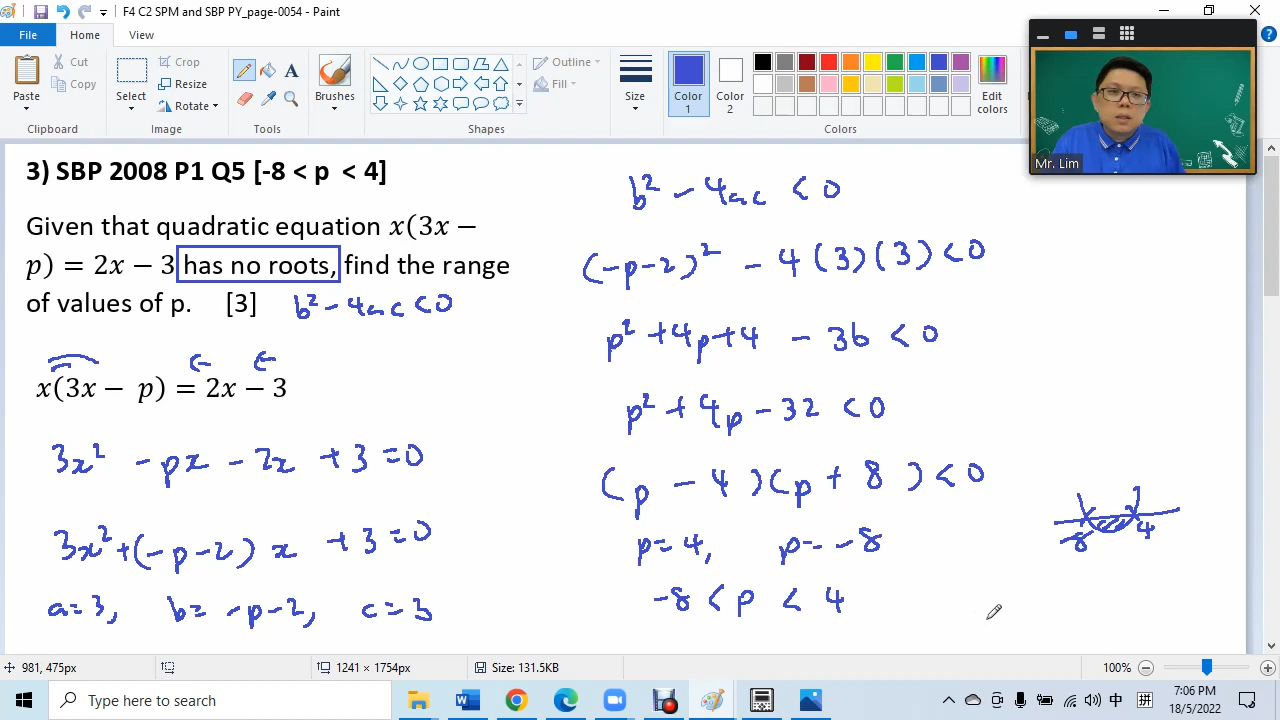 F4 C2 SPM and SBP PY_page-0054 - Paint
File Home View
Paste Cut Copy Clipboard
Select Crop Resize Rotate Image
A Tools
Brushes
Outline Fill Shapes
Size
Color 1 Color 2 Edit colors Colors
Mr. Lim
3) SBP 2008 P1 Q5 [-8 < p < 4]
Given that quadratic equation x(3x −
p) = 2x − 3 has no roots, find the range
of values of p. [3] b² - 4ac < 0
x(3x − p) = 2x − 3
3x² - px - 2x + 3 = 0
3x² + (-p-2) x + 3 = 0
a = 3, b = -p-2, c = 3
b² - 4ac < 0
(-p-2)² - 4(3)(3) < 0
p² + 4p + 4 - 36 < 0
p² + 4p - 32 < 0
(p - 4)(p + 8) < 0
p = 4, p = -8
-8 < p < 4
-8 4
981, 475px 1241 × 1754px Size: 131.5KB 100%
Type here to search
中 拼 7:06 PM
18/5/2022